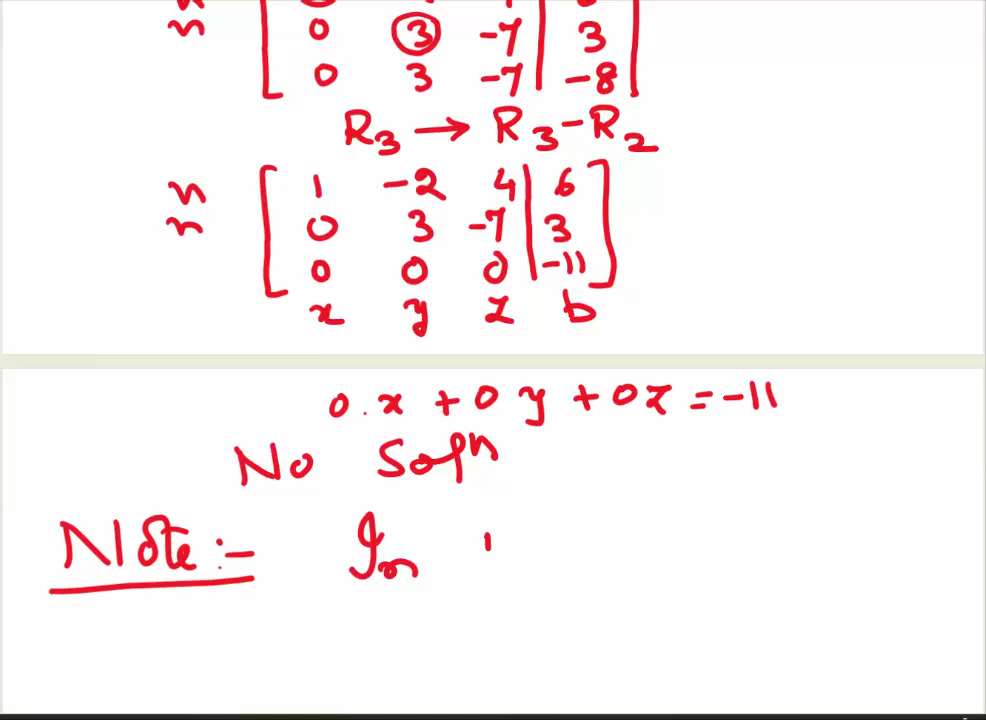 ≈ [ 0 3 -7 | 3
0 3 -7 | -8
R3 → R3-R2
≈ [ 1 -2 4 | 6 ]
0 3 -7 | 3
0 0 0 | -11
x y z b
0.x + 0 y + 0z = -11
No Soln
Note:- In